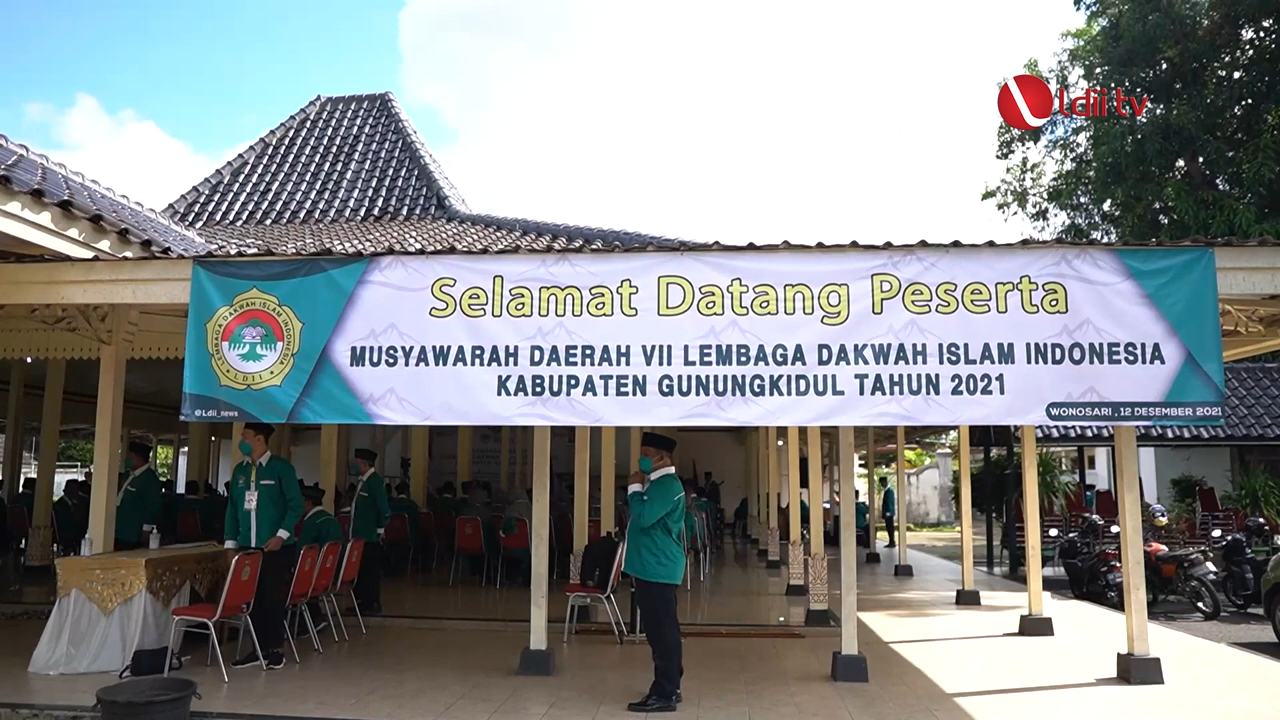 ldii tv
Selamat Datang Peserta
MUSYAWARAH DAERAH VII LEMBAGA DAKWAH ISLAM INDONESIA
KABUPATEN GUNUNGKIDUL TAHUN 2021
LEMBAGA DAKWAH ISLAM INDONESIA
LDII
@Ldii_news
WONOSARI , 12 DESEMBER 2021